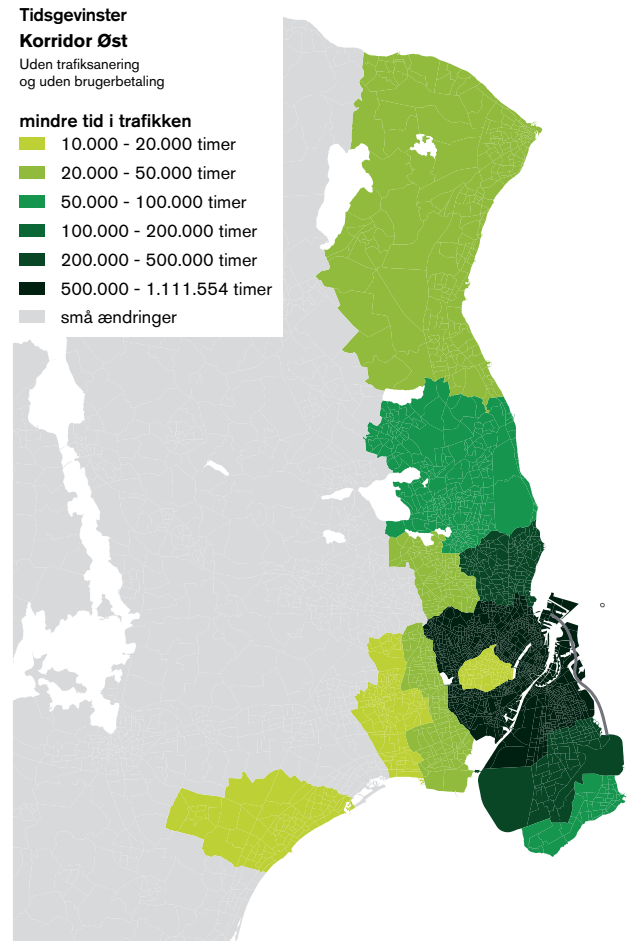 Tidsgevinster
Korridor Øst
Uden trafiksanering
og uden brugerbetaling
mindre tid i trafikken
10.000 - 20.000 timer
20.000 - 50.000 timer
50.000 - 100.000 timer
100.000 - 200.000 timer
200.000 - 500.000 timer
500.000 - 1.111.554 timer
små ændringer